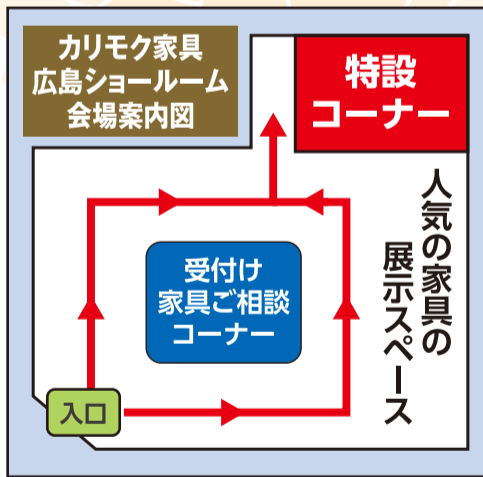 カリモク家具
広島ショールーム
会場案内図
特設
コーナー
人気の家具の
展示スペース
受付け
家具ご相談
コーナー
入口